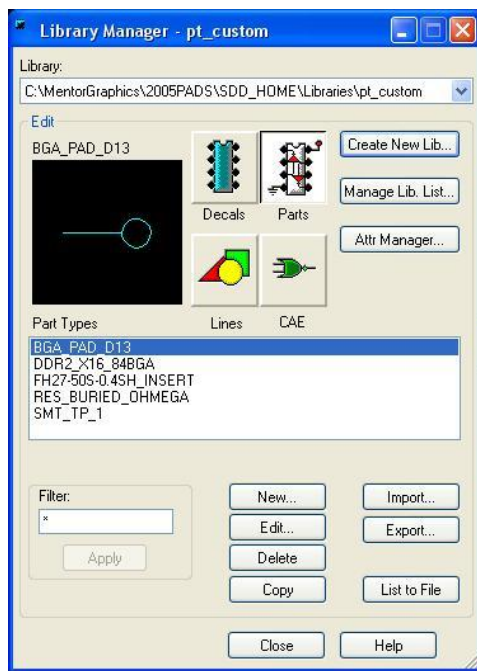 Library Manager - pt_custom
Library:
C:\MentorGraphics\2005PADS\SDD_HOME\Libraries\pt_custom
Edit
BGA_PAD_D13
Create New Lib...
Manage Lib. List...
Decals
Parts
Attr Manager...
Part Types
Lines
CAE
BGA_PAD_D13
DDR2_X16_84BGA
FH27-50S-0.4SH_INSERT
RES_BURIED_OHMEGA
SMT_TP_1
Filter:
*
Apply
New...
Import...
Edit...
Export...
Delete
Copy
List to File
Close
Help